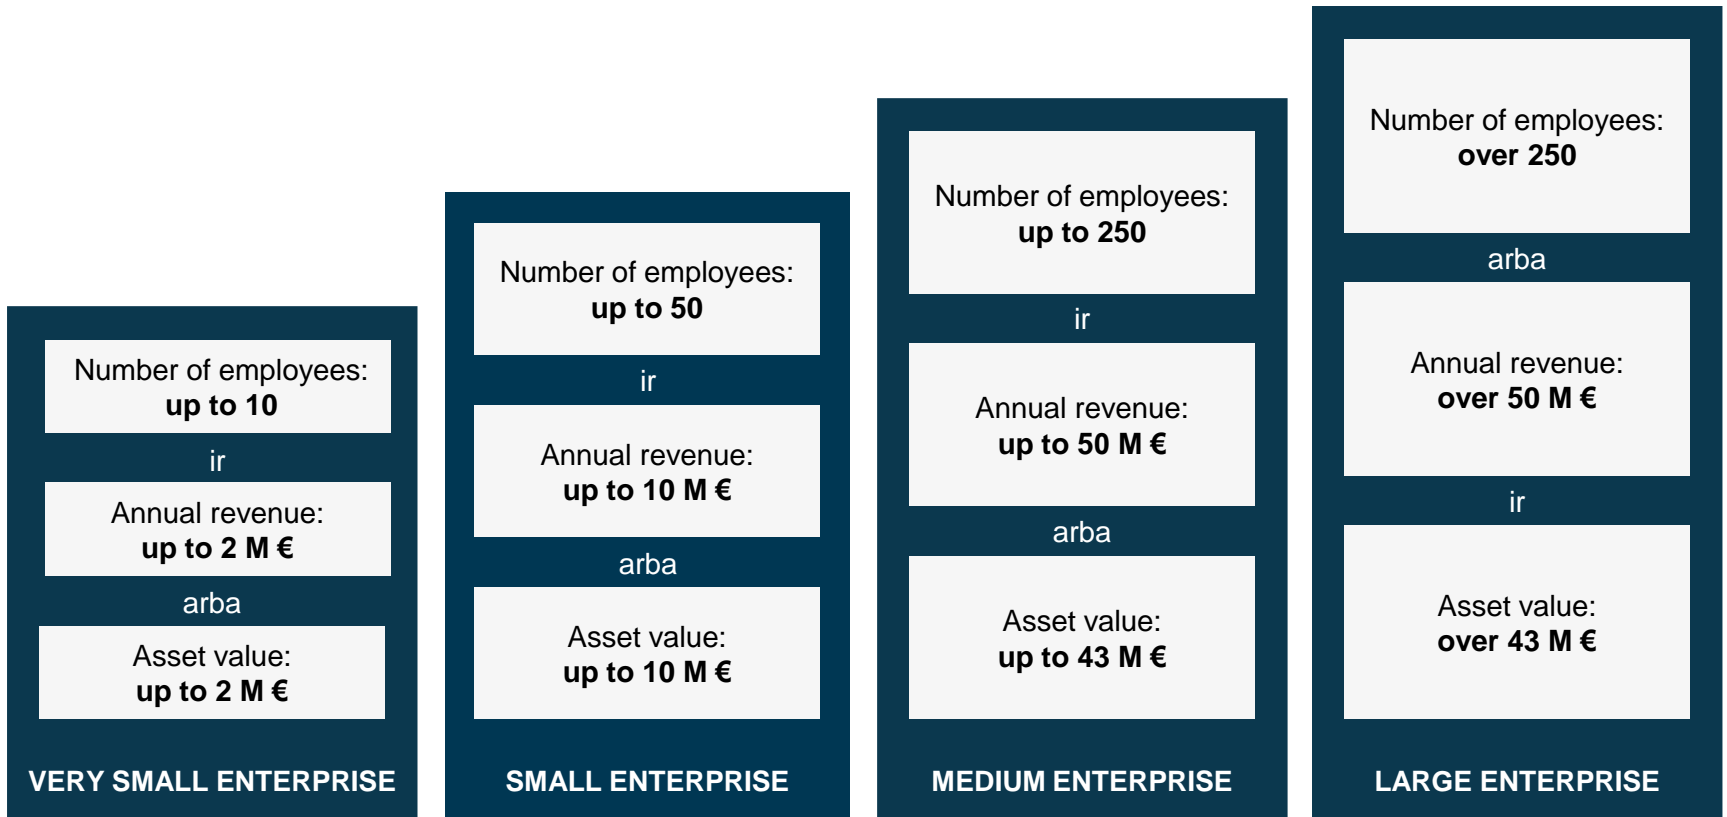 Number of employees:
up to 10
ir
Annual revenue:
up to 2 M €
arba
Asset value:
up to 2 M €
VERY SMALL ENTERPRISE
Number of employees:
up to 50
ir
Annual revenue:
up to 10 M €
arba
Asset value:
up to 10 M €
SMALL ENTERPRISE
Number of employees:
up to 250
ir
Annual revenue:
up to 50 M €
arba
Asset value:
up to 43 M €
MEDIUM ENTERPRISE
Number of employees:
over 250
arba
Annual revenue:
over 50 M €
ir
Asset value:
over 43 M €
LARGE ENTERPRISE